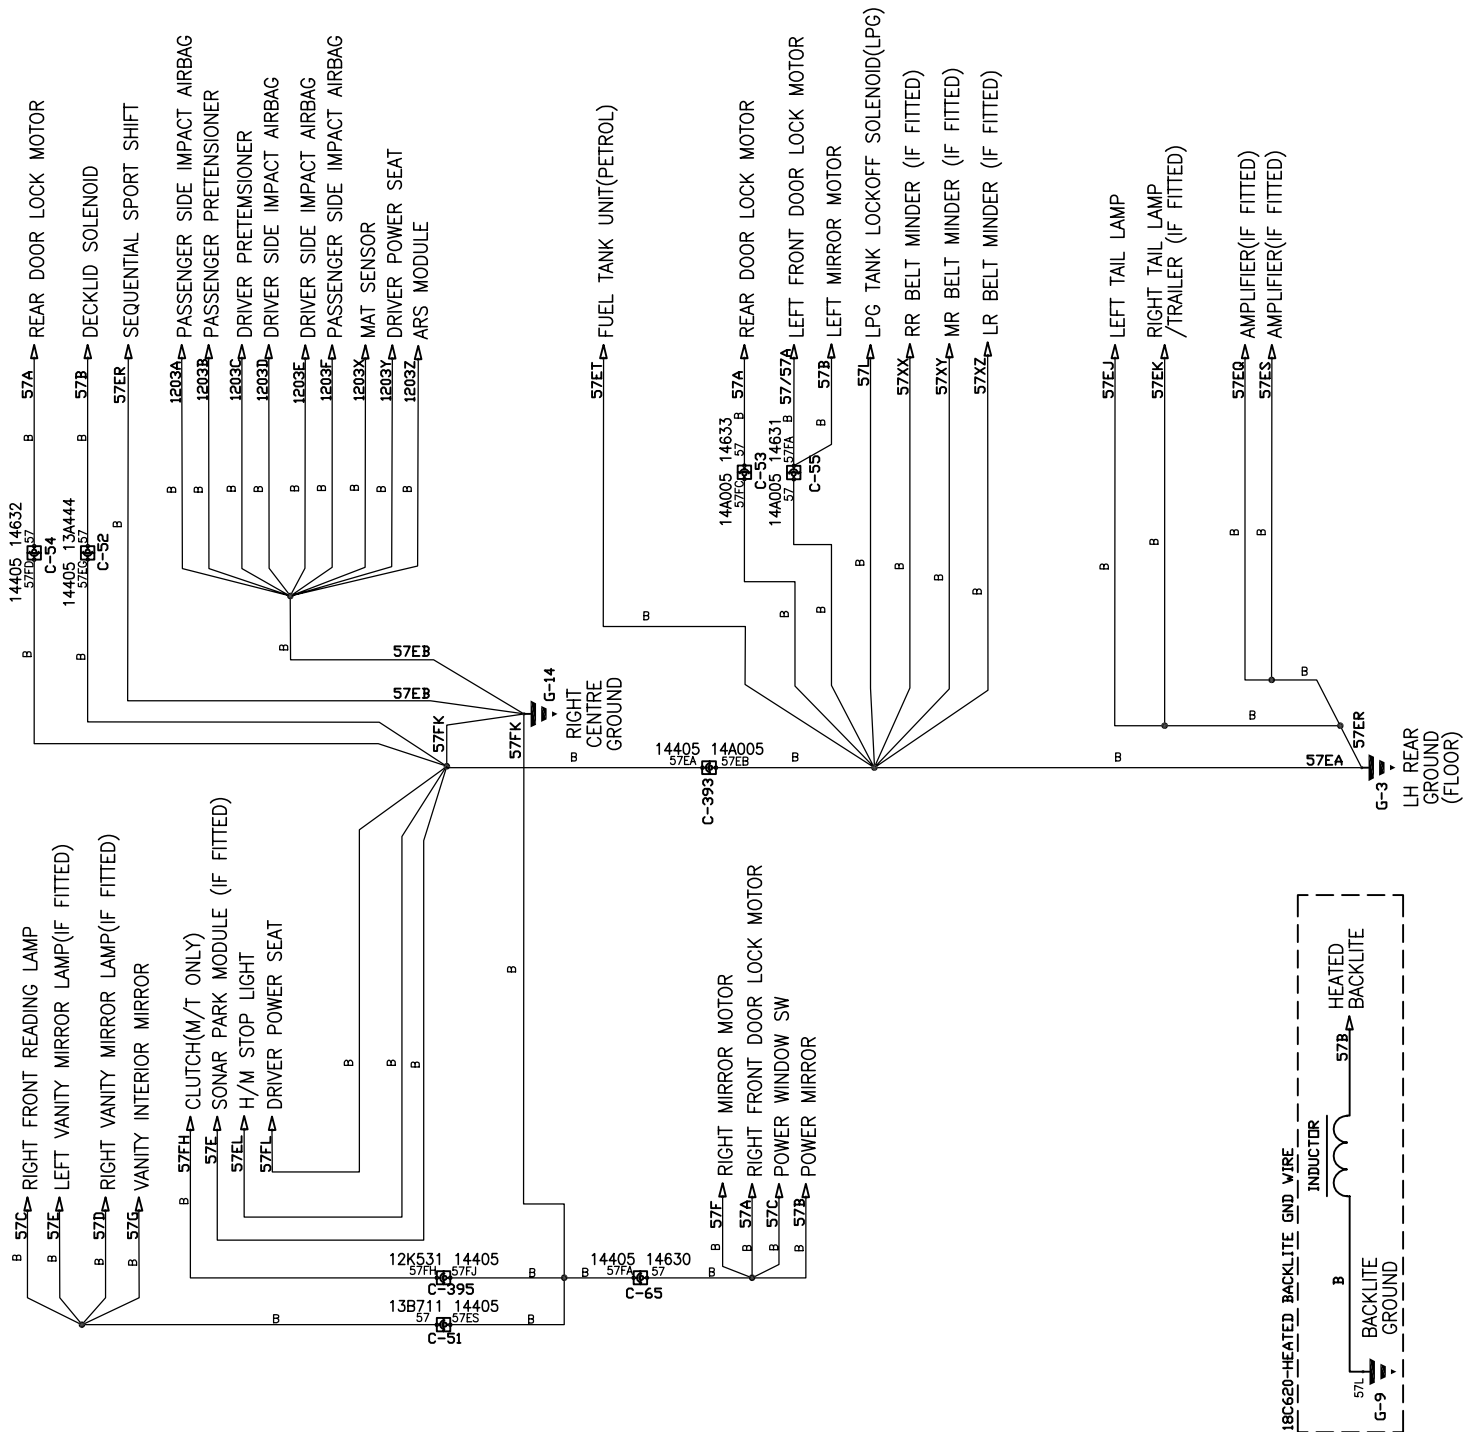 REAR DOOR LOCK MOTOR
57A
B
14405 14632
57FD 57
C-54
B
DECKLID SOLENOID
57B
B
14405 13A444
57EG 57
C-52
B
SEQUENTIAL SPORT SHIFT
57ER
B
PASSENGER SIDE IMPACT AIRBAG
1203A
B
PASSENGER PRETENSIONER
1203B
B
DRIVER PRETEMSIONER
1203C
B
DRIVER SIDE IMPACT AIRBAG
1203D
B
DRIVER SIDE IMPACT AIRBAG
1203E
B
PASSENGER SIDE IMPACT AIRBAG
1203F
B
MAT SENSOR
1203X
B
DRIVER POWER SEAT
1203Y
B
ARS MODULE
1203Z
B
B
57EB
57EB
57FK
57FK
G-14
RIGHT
CENTRE
GROUND
FUEL TANK UNIT(PETROL)
57ET
B
REAR DOOR LOCK MOTOR
57A
B
14A005 14633
57FC 57
C-53
B
LEFT FRONT DOOR LOCK MOTOR
57/57A
B
14A005 14631
57 57FA
C-55
B
LEFT MIRROR MOTOR
57B
B
LPG TANK LOCKOFF SOLENOID(LPG)
57L
B
RR BELT MINDER (IF FITTED)
57XX
B
MR BELT MINDER (IF FITTED)
57XY
B
LR BELT MINDER (IF FITTED)
57XZ
B
LEFT TAIL LAMP
57EJ
B
RIGHT TAIL LAMP
/TRAILER (IF FITTED)
57EK
B
AMPLIFIER(IF FITTED)
57EQ
B
AMPLIFIER(IF FITTED)
57ES
B
B
B
57ER
B
14405 14A005
57EA 57EB
C-393
B
B
57EA
G-3
LH REAR
GROUND
(FLOOR)
RIGHT FRONT READING LAMP
57C
B
LEFT VANITY MIRROR LAMP(IF FITTED)
57E
B
RIGHT VANITY MIRROR LAMP(IF FITTED)
57D
B
VANITY INTERIOR MIRROR
57G
B
CLUTCH(M/T ONLY)
57FH
B
SONAR PARK MODULE (IF FITTED)
57E
B
H/M STOP LIGHT
57EL
B
DRIVER POWER SEAT
57FL
B
B
12K531 14405
57FH 57FJ
C-395
B
B
13B711 14405
57 57ES
C-51
B
B
14405 14630
57FA 57
C-65
B
RIGHT MIRROR MOTOR
57F
B
RIGHT FRONT DOOR LOCK MOTOR
57A
B
POWER WINDOW SW
57C
B
POWER MIRROR
57B
B
18C620-HEATED BACKLITE GND WIRE
HEATED
BACKLITE
57B
INDUCTOR
B
BACKLITE
GROUND
57L
G-9